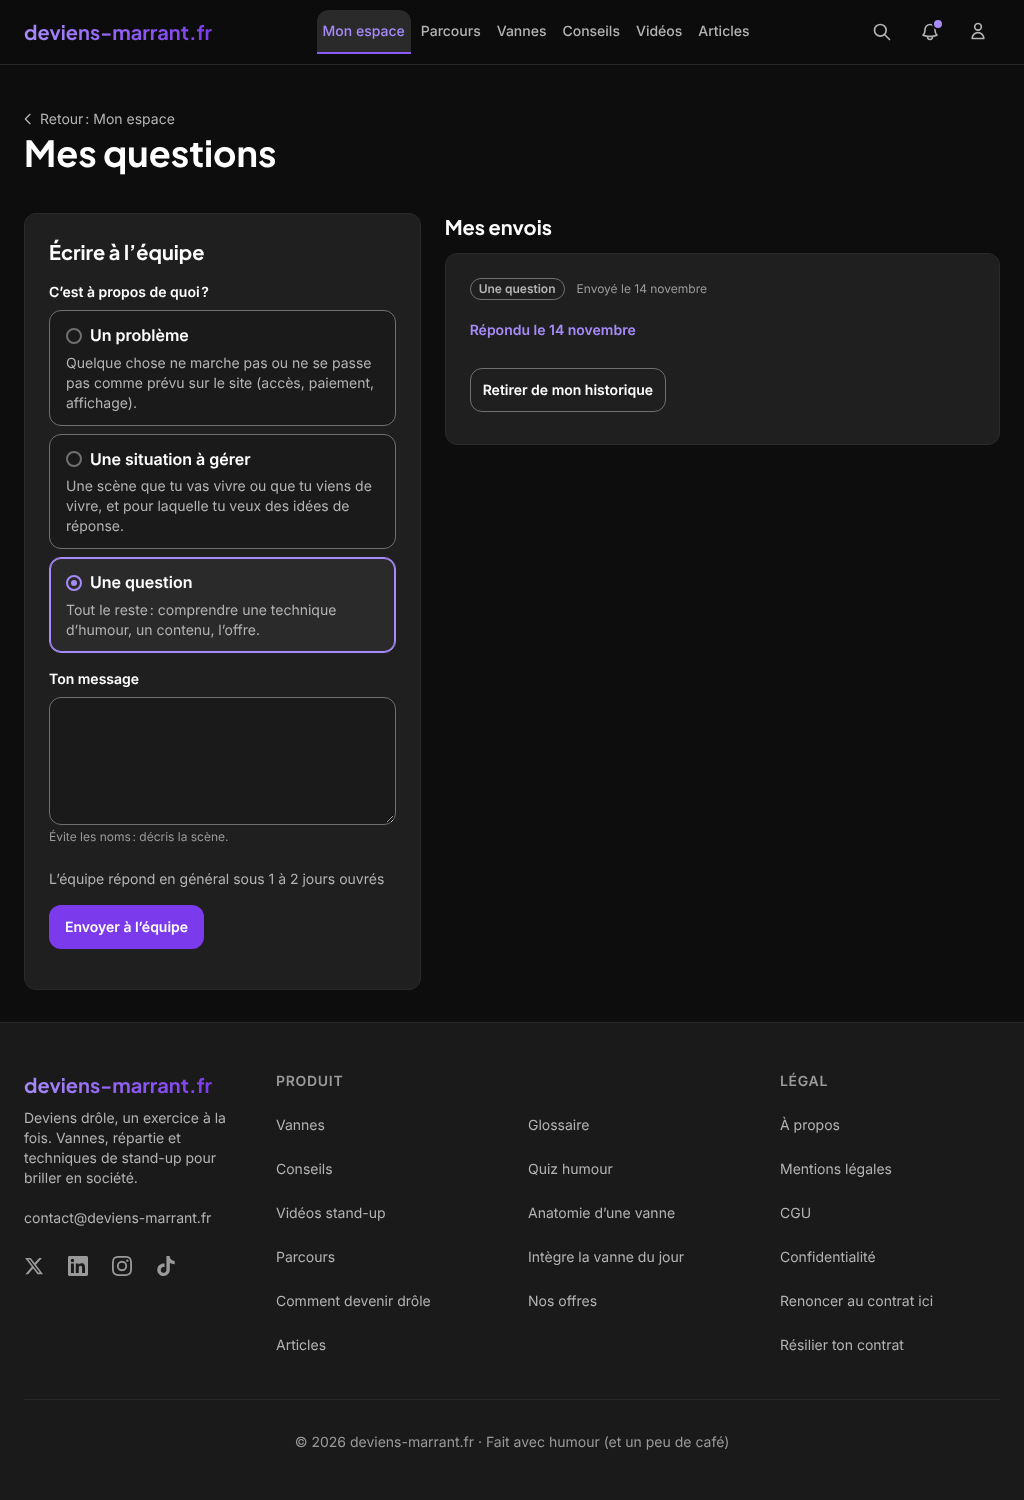 deviens-marrant.fr
Mon espace
Parcours
Vannes
Conseils
Vidéos
Articles
Retour : Mon espace
Mes questions
Écrire à l’équipe
C’est à propos de quoi ?
Un problème
Quelque chose ne marche pas ou ne se passe
pas comme prévu sur le site (accès, paiement,
affichage).
Une situation à gérer
Une scène que tu vas vivre ou que tu viens de
vivre, et pour laquelle tu veux des idées de
réponse.
Une question
Tout le reste : comprendre une technique
d’humour, un contenu, l’offre.
Ton message
Évite les noms : décris la scène.
L’équipe répond en général sous 1 à 2 jours ouvrés
Envoyer à l’équipe
Mes envois
Une question
Envoyé le 14 novembre
Répondu le 14 novembre
Retirer de mon historique
deviens-marrant.fr
Deviens drôle, un exercice à la
fois. Vannes, répartie et
techniques de stand-up pour
briller en société.
contact@deviens-marrant.fr
PRODUIT
Vannes
Conseils
Vidéos stand-up
Parcours
Comment devenir drôle
Articles
Glossaire
Quiz humour
Anatomie d’une vanne
Intègre la vanne du jour
Nos offres
LÉGAL
À propos
Mentions légales
CGU
Confidentialité
Renoncer au contrat ici
Résilier ton contrat
© 2026 deviens-marrant.fr · Fait avec humour (et un peu de café)